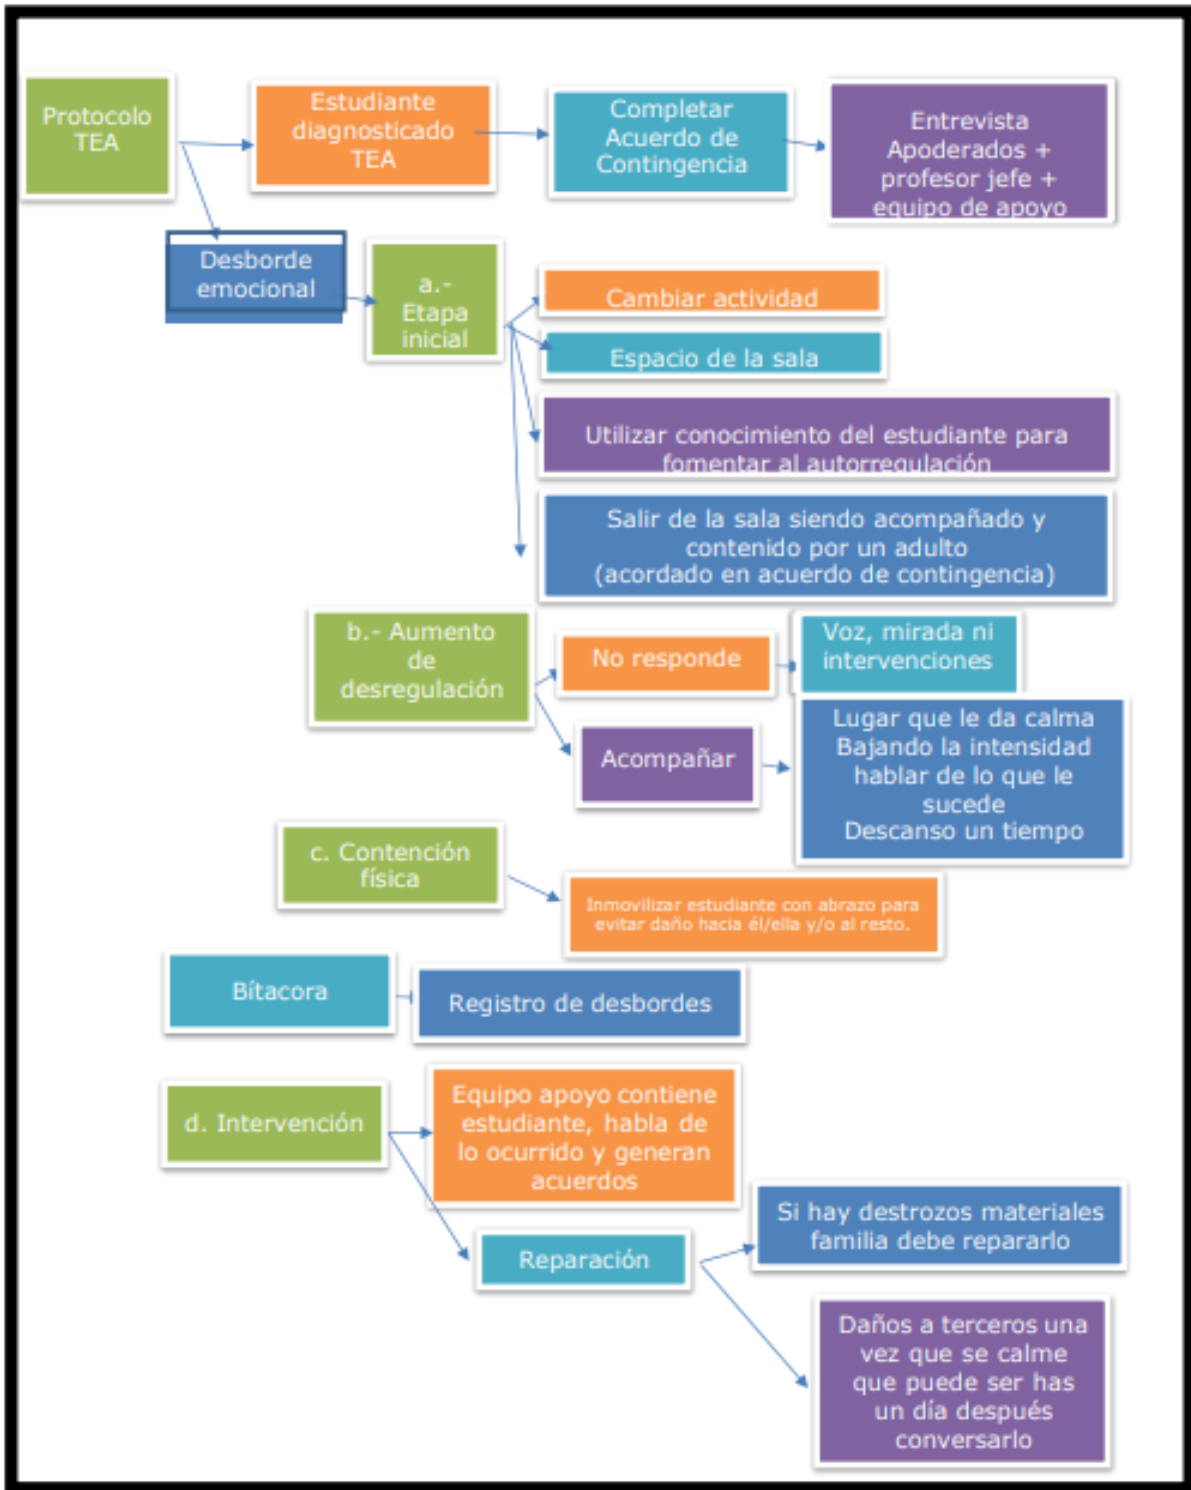 Protocolo
TEA
Estudiante
diagnosticado
TEA
Completar
Acuerdo de
Contingencia
Entrevista
Apoderados +
profesor jefe +
equipo de apoyo
Desborde
emocional
a.-
Etapa
inicial
Cambiar actividad
Espacio de la sala
Utilizar conocimiento del estudiante para
fomentar al autorregulación
Salir de la sala siendo acompañado y
contenido por un adulto
(acordado en acuerdo de contingencia)
b.- Aumento
de
desregulación
No responde
Voz, mirada ni
intervenciones
Acompañar
Lugar que le da calma
Bajando la intensidad
hablar de lo que le
sucede
Descanso un tiempo
c. Contención
física
Inmovilizar estudiante con abrazo para
evitar daño hacia él/ella y/o al resto.
Bítacora
Registro de desbordes
d. Intervención
Equipo apoyo contiene
estudiante, habla de
lo ocurrido y generan
acuerdos
Reparación
Si hay destrozos materiales
familia debe repararlo
Daños a terceros una
vez que se calme
que puede ser has
un día después
conversarlo